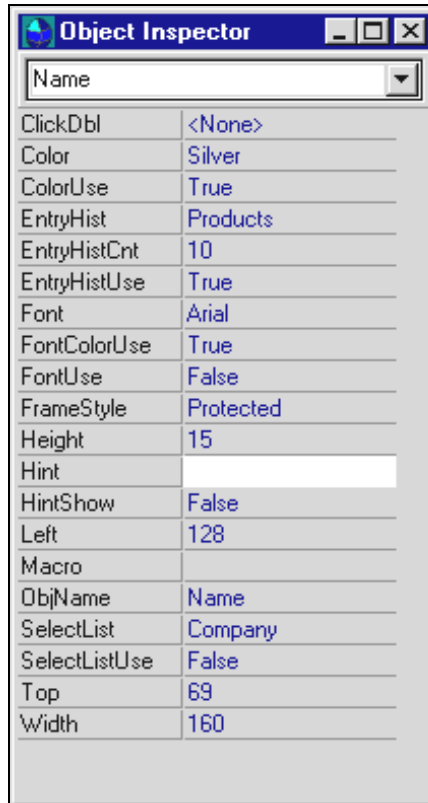 Object Inspector
Name
ClickDbl <None>
Color Silver
ColorUse True
EntryHist Products
EntryHistCnt 10
EntryHistUse True
Font Arial
FontColorUse True
FontUse False
FrameStyle Protected
Height 15
Hint
HintShow False
Left 128
Macro
ObjName Name
SelectList Company
SelectListUse False
Top 69
Width 160